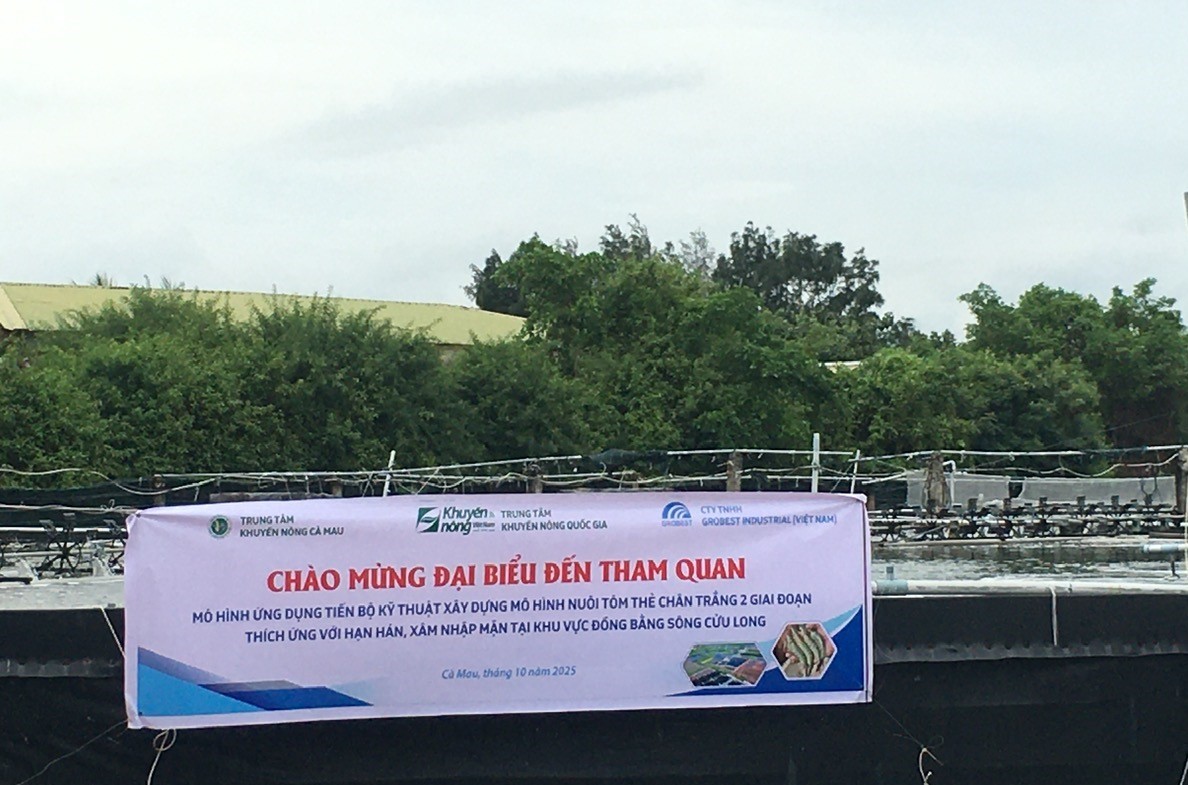 TRUNG TÂM
KHUYẾN NÔNG CÀ MAU
Khuyến
nông
Việt Nam
TRUNG TÂM
KHUYẾN NÔNG QUỐC GIA
GROBEST
CTY TNHH
GROBEST INDUSTRIAL (VIỆT NAM)
CHÀO MỪNG ĐẠI BIỂU ĐẾN THAM QUAN
MÔ HÌNH ỨNG DỤNG TIẾN BỘ KỸ THUẬT XÂY DỰNG MÔ HÌNH NUÔI TÔM THẺ CHÂN TRẮNG 2 GIAI ĐOẠN
THÍCH ỨNG VỚI HẠN HÁN, XÂM NHẬP MẶN TẠI KHU VỰC ĐỒNG BẰNG SÔNG CỬU LONG
Cà Mau, tháng 10 năm 2025